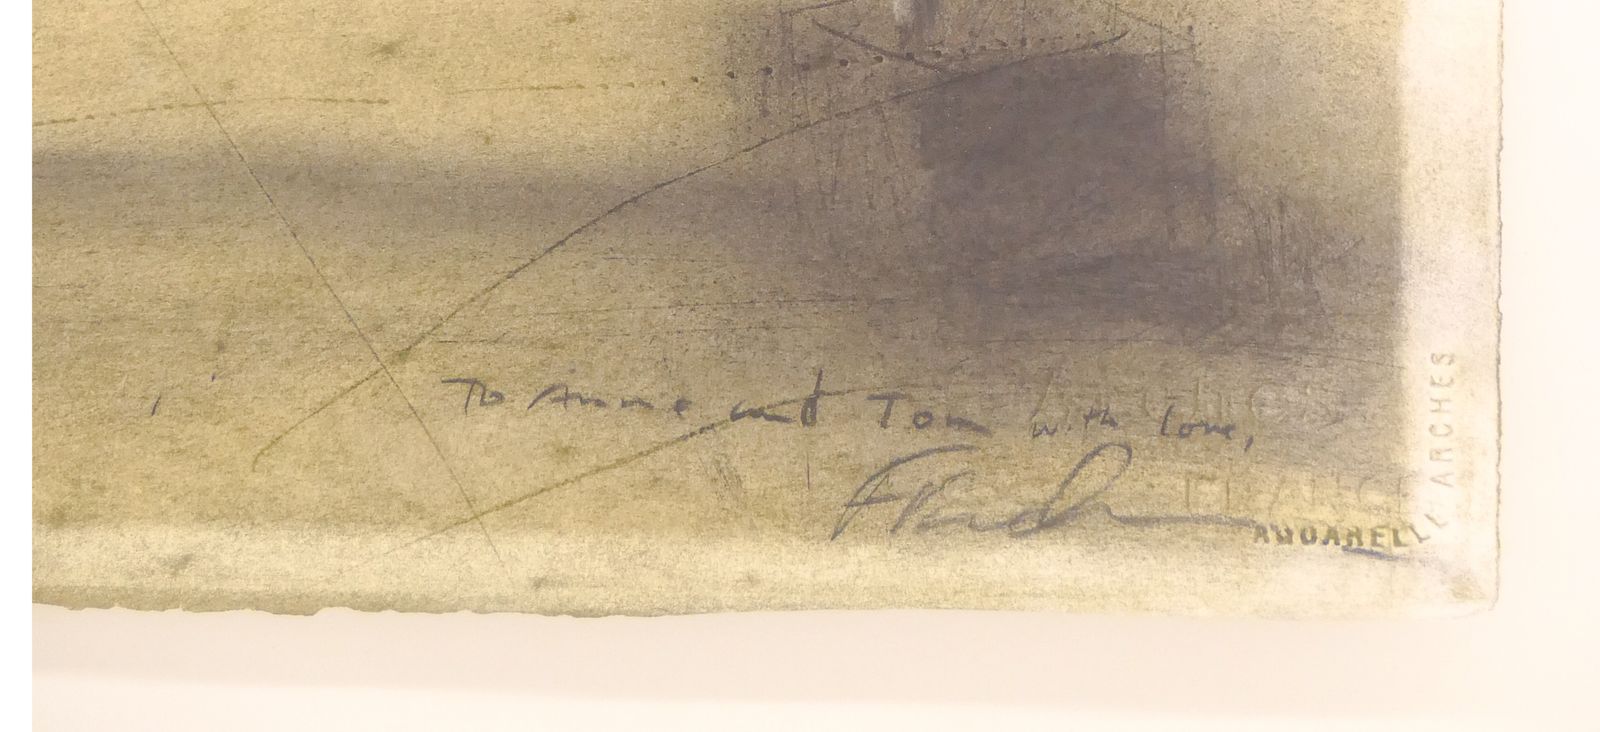 To Anne and Tom with love,
AQUARELLE ARCHES